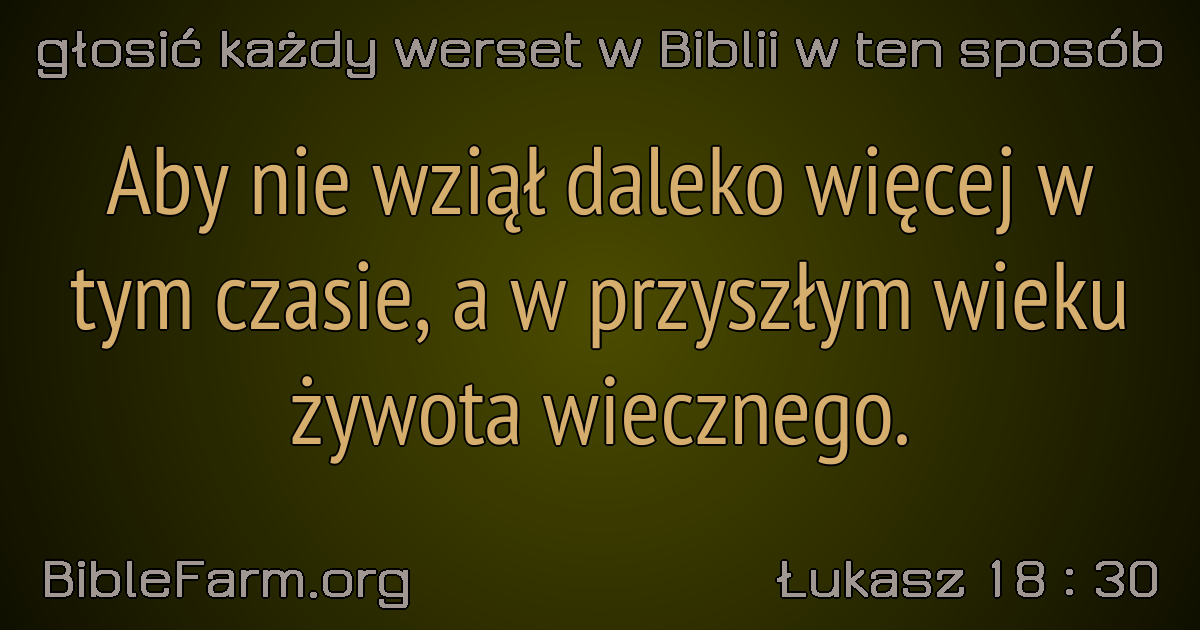 głosić każdy werset w Biblii w ten sposób
Aby nie wziął daleko więcej w
tym czasie, a w przyszłym wieku
żywota wiecznego.
BibleFarm.org
Łukasz 18 : 30